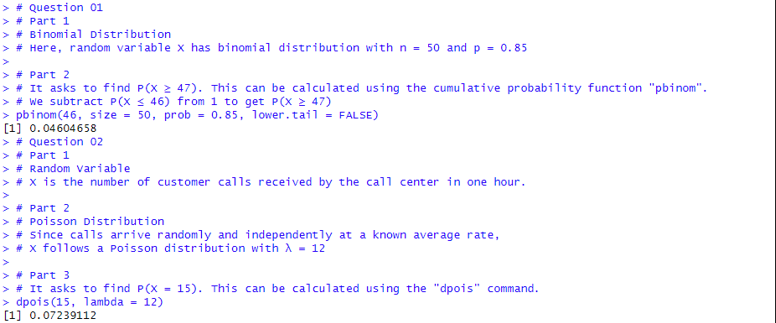 > # Question 01
> # Part 1
> # Binomial Distribution
> # Here, random variable X has binomial distribution with n = 50 and p = 0.85
>
> # Part 2
> # It asks to find P(X ≥ 47). This can be calculated using the cumulative probability function "pbinom".
> # We subtract P(X ≤ 46) from 1 to get P(X ≥ 47)
> pbinom(46, size = 50, prob = 0.85, lower.tail = FALSE)
[1] 0.04604658
> # Question 02
> # Part 1
> # Random Variable
> # X is the number of customer calls received by the call center in one hour.
>
> # Part 2
> # Poisson Distribution
> # Since calls arrive randomly and independently at a known average rate,
> # X follows a Poisson distribution with λ = 12
>
> # Part 3
> # It asks to find P(X = 15). This can be calculated using the "dpois" command.
> dpois(15, lambda = 12)
[1] 0.07239112